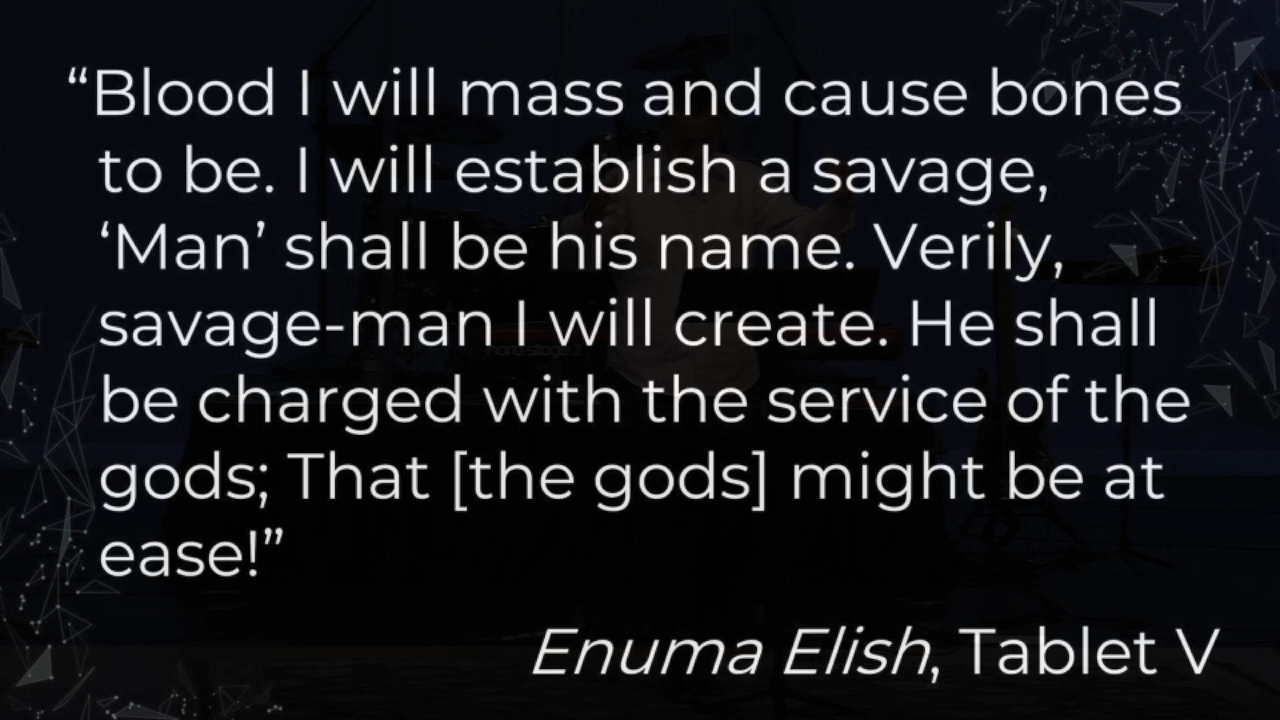 “Blood I will mass and cause bones
to be. I will establish a savage,
‘Man’ shall be his name. Verily,
savage-man I will create. He shall
be charged with the service of the
gods; That [the gods] might be at
ease!”
Enuma Elish, Tablet V